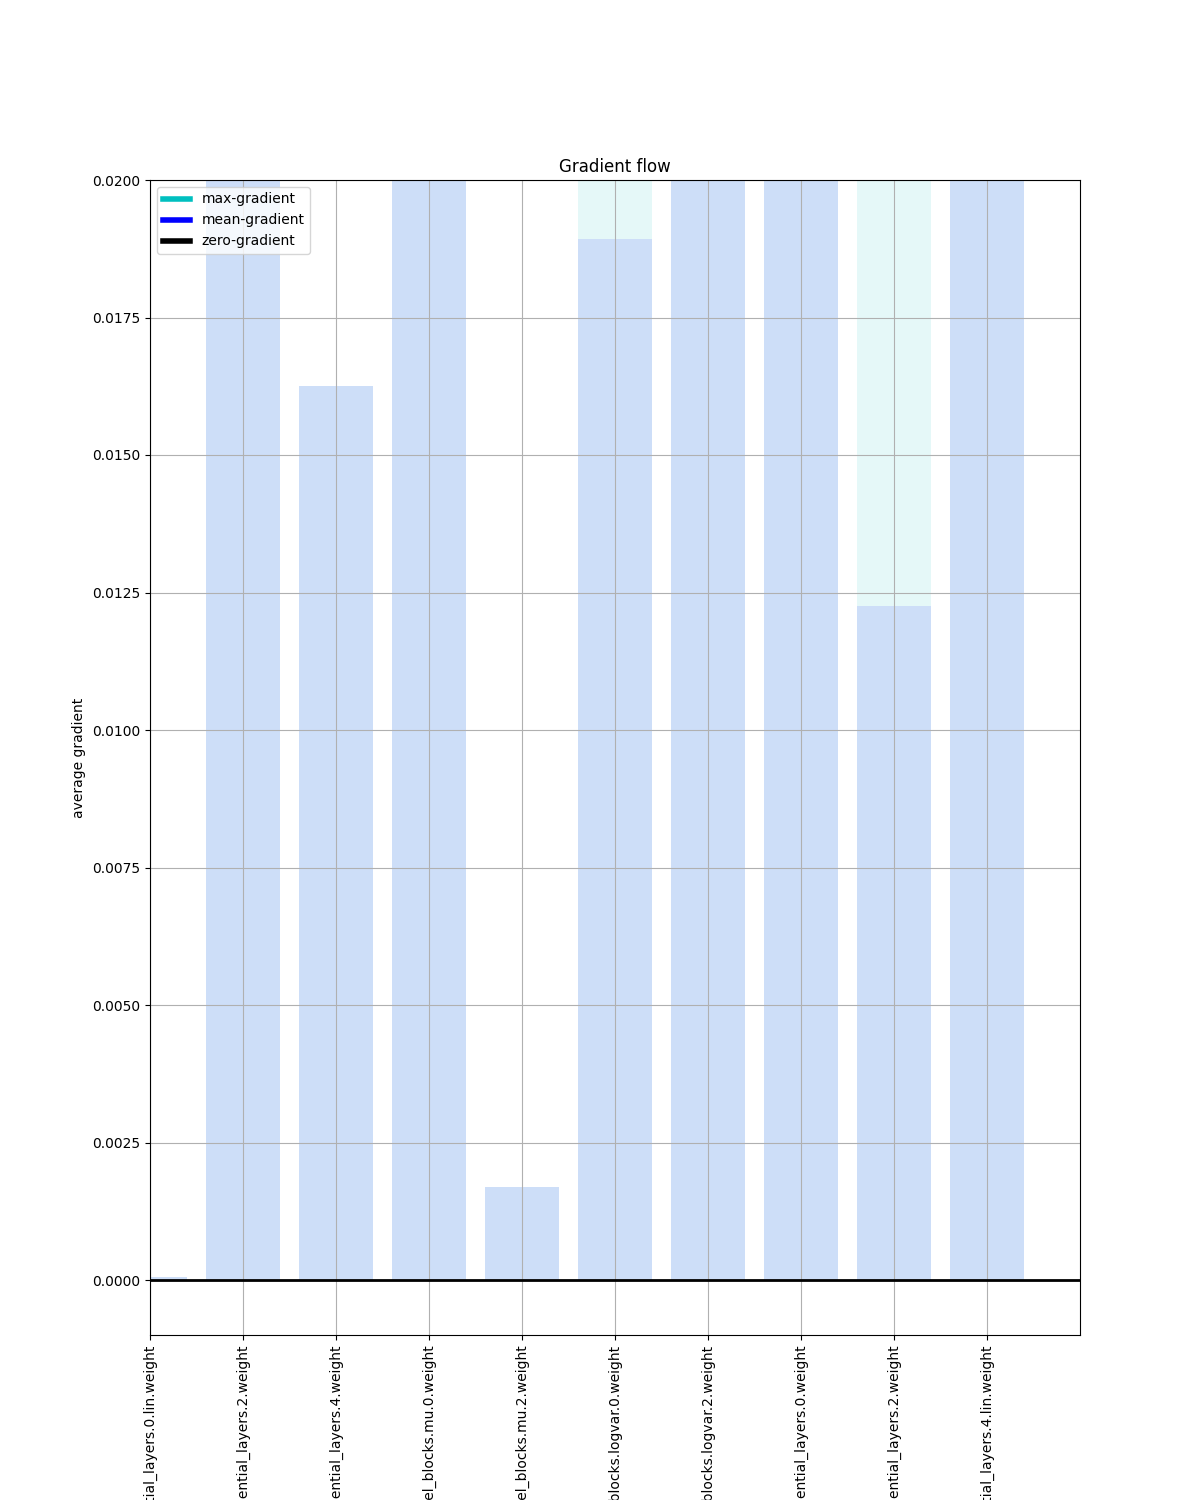 Gradient flow
max-gradient
mean-gradient
zero-gradient
0.0200
0.0175
0.0150
0.0125
0.0100
0.0075
0.0050
0.0025
0.0000
average gradient
tial_layers.0.lin.weight
ential_layers.2.weight
ential_layers.4.weight
el_blocks.mu.0.weight
el_blocks.mu.2.weight
blocks.logvar.0.weight
blocks.logvar.2.weight
ential_layers.0.weight
ential_layers.2.weight
tial_layers.4.lin.weight